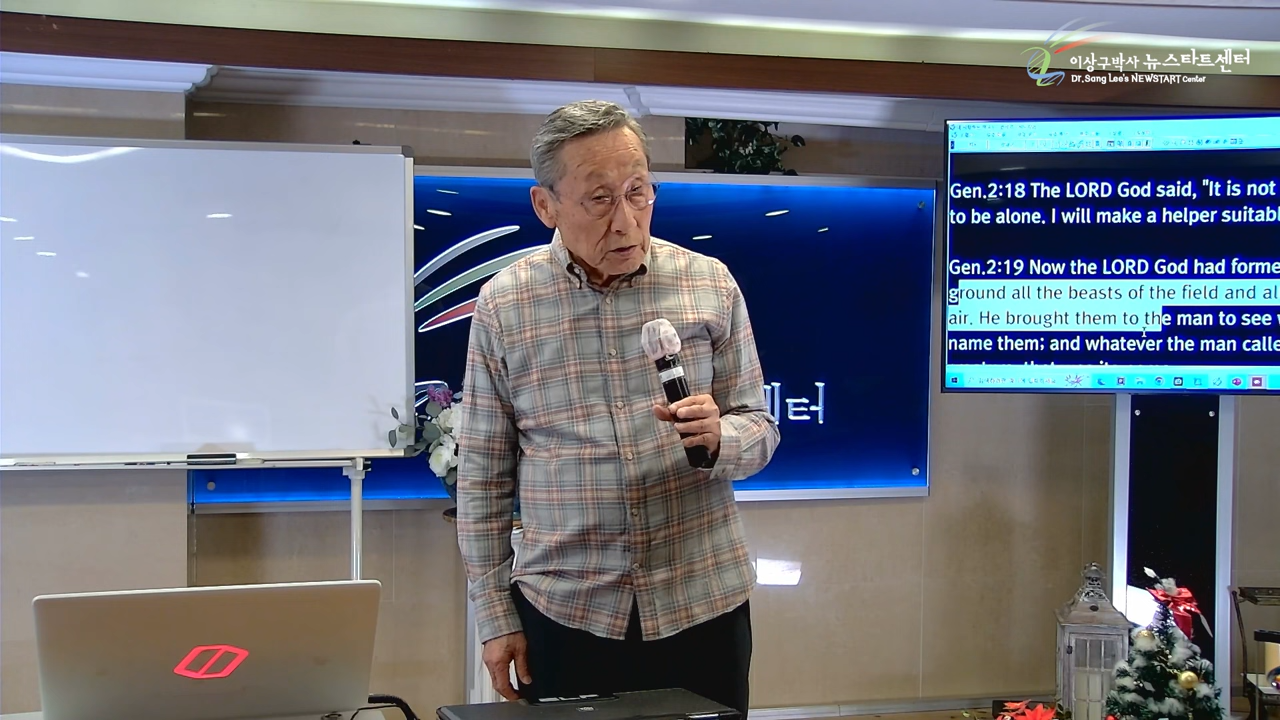 이상구박사 뉴스타트센터
Dr. Sang Lee's NEWSTART Center
Gen.2:18 The LORD God said, "It is not
to be alone. I will make a helper suitabl
Gen.2:19 Now the LORD God had forme
ground all the beasts of the field and al
air. He brought them to the man to see
name them; and whatever the man calle
터